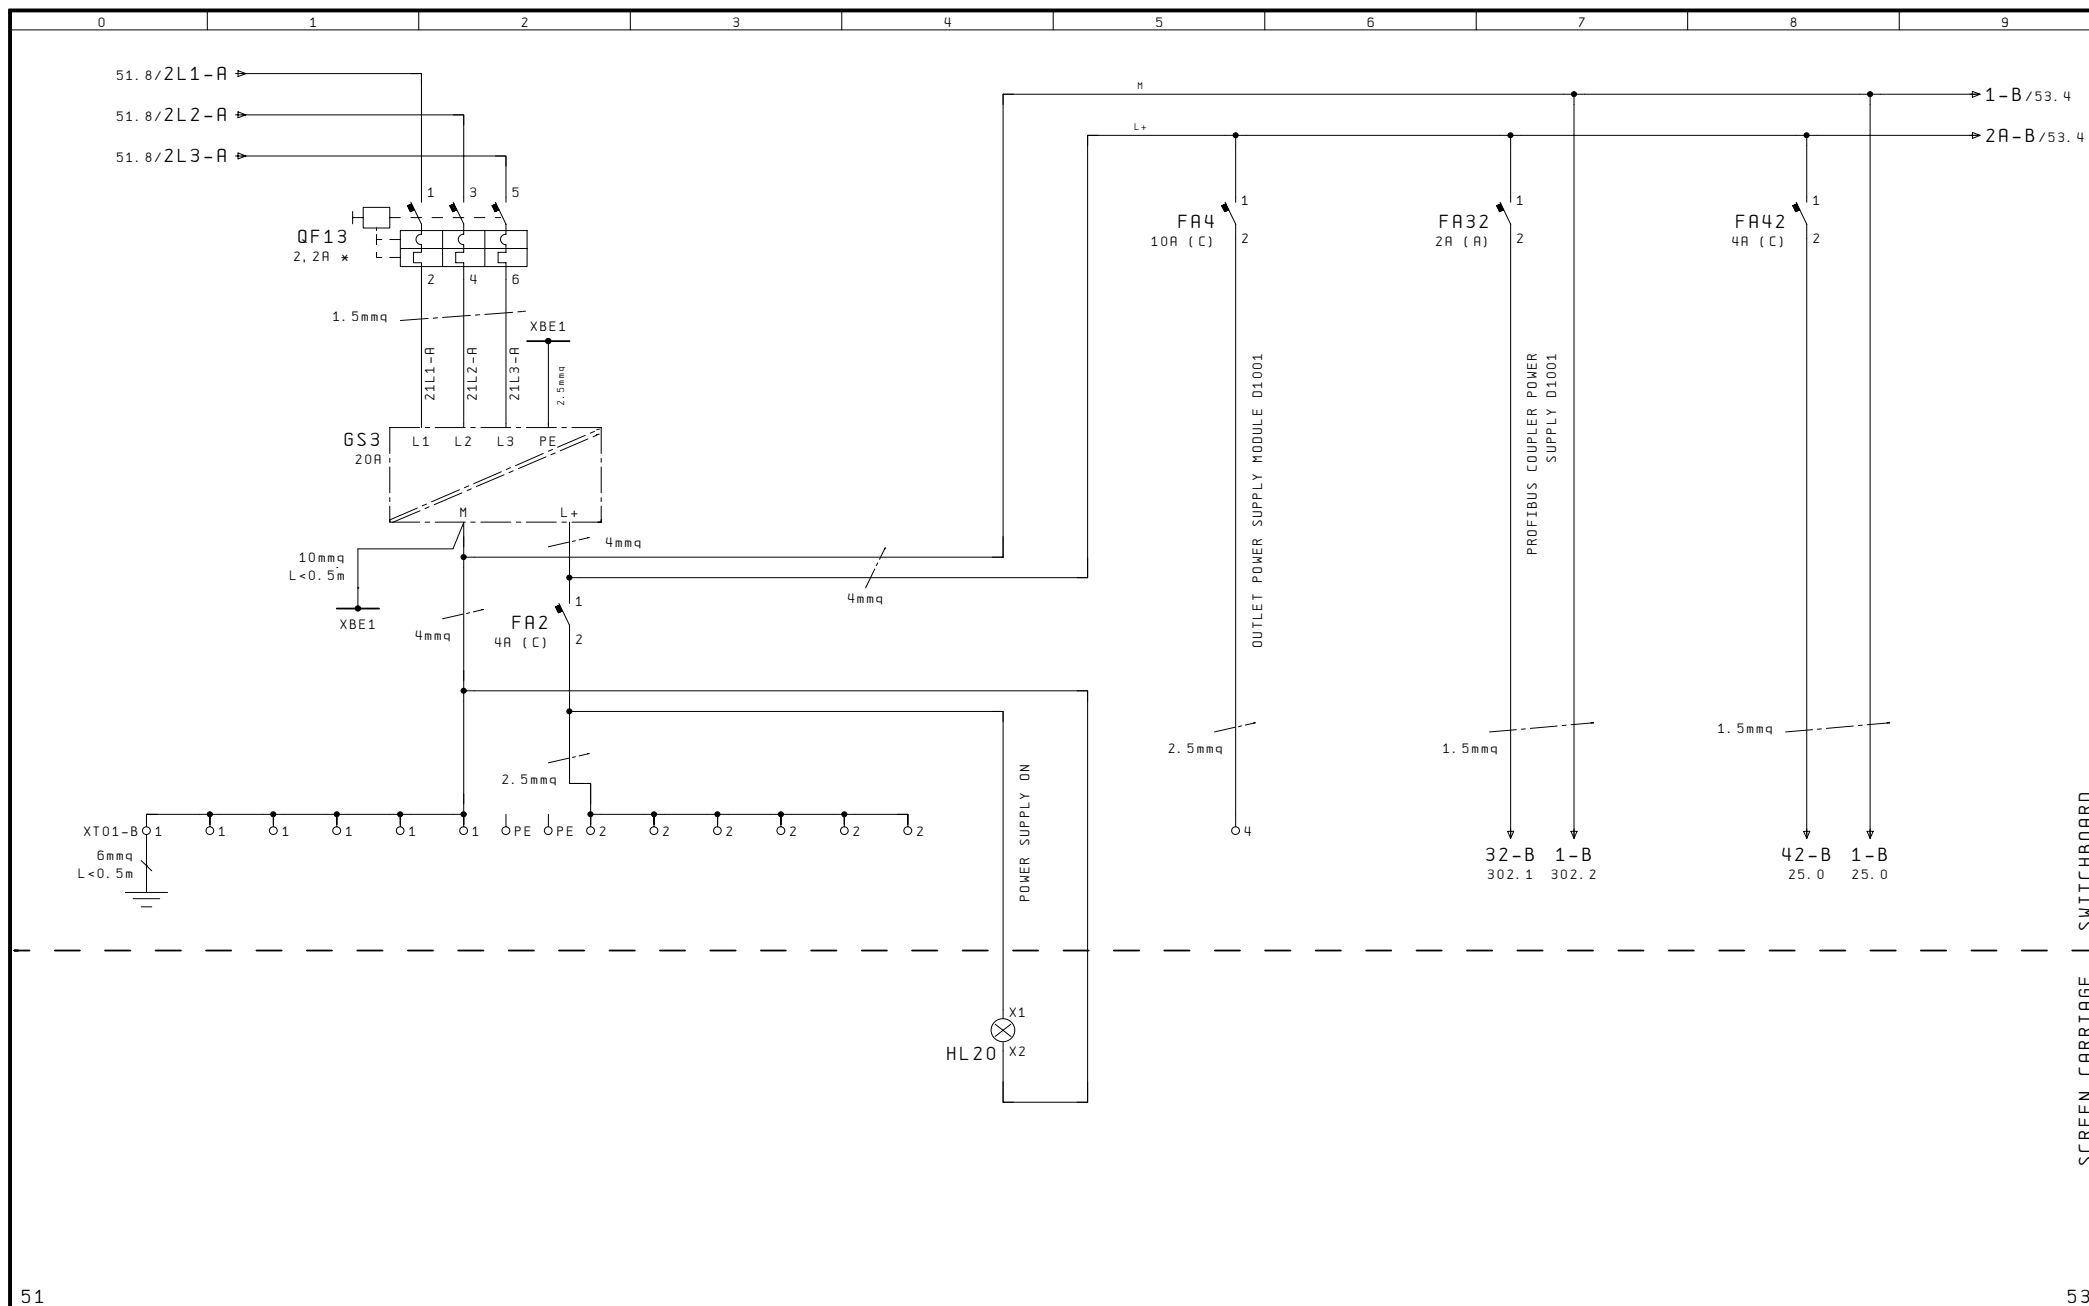 0 1 2 3 4 5 6 7 8 9
51.8/2L1-A
51.8/2L2-A
51.8/2L3-A
M
1-B/53.4
L+
2A-B/53.4
1 3 5
QF13
2,2A *
2 4 6
1.5mmq
XBE1
21L1-A
21L2-A
21L3-A
2.5mmq
GS3
20A
L1 L2 L3 PE
M L+
10mmq
L<0.5m
XBE1
4mmq
4mmq
4mmq
FA2
4A (C)
1
2
2.5mmq
FA4
10A (C)
1
2
OUTLET POWER SUPPLY MODULE D1001
2.5mmq
4
FA32
2A (A)
1
2
PROFIBUS COUPLER POWER
SUPPLY D1001
1.5mmq
32-B 1-B
302.1 302.2
FA42
4A (C)
1
2
1.5mmq
42-B 1-B
25.0 25.0
XT01-B 1 1 1 1 1 1 PE PE 2 2 2 2 2 2
6mmq
L<0.5m
POWER SUPPLY ON
X1
HL20 X2
SWITCHBOARD
SCREEN CARRIAGE
51
53